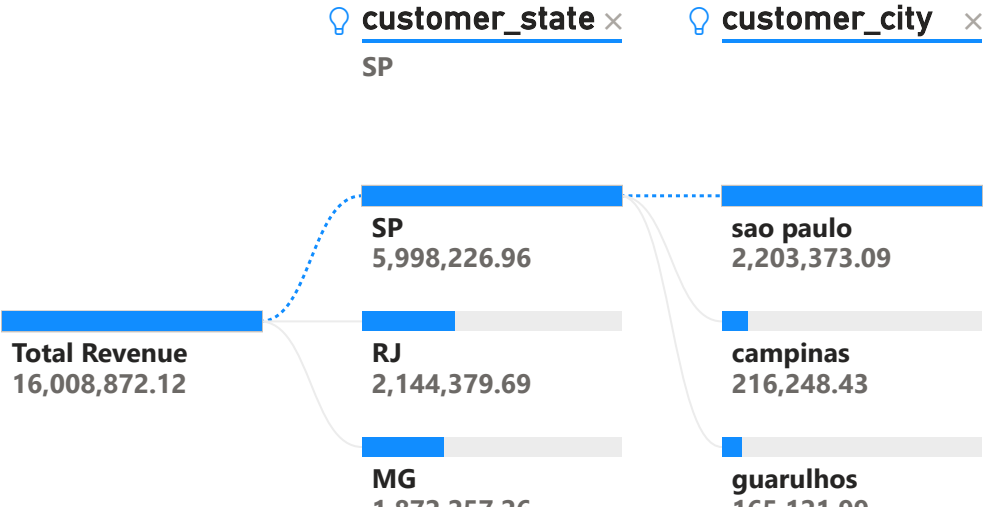 customer_state
customer_city
SP
SP
5,998,226.96
sao paulo
2,203,373.09
Total Revenue
16,008,872.12
RJ
2,144,379.69
campinas
216,248.43
MG
guarulhos